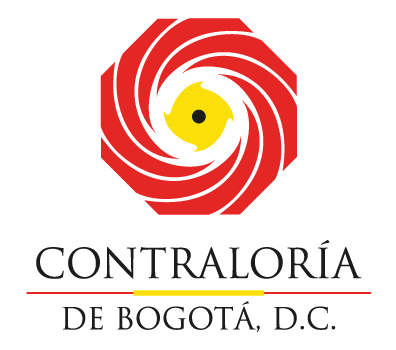 CONTRALORÍA
DE BOGOTÁ, D.C.